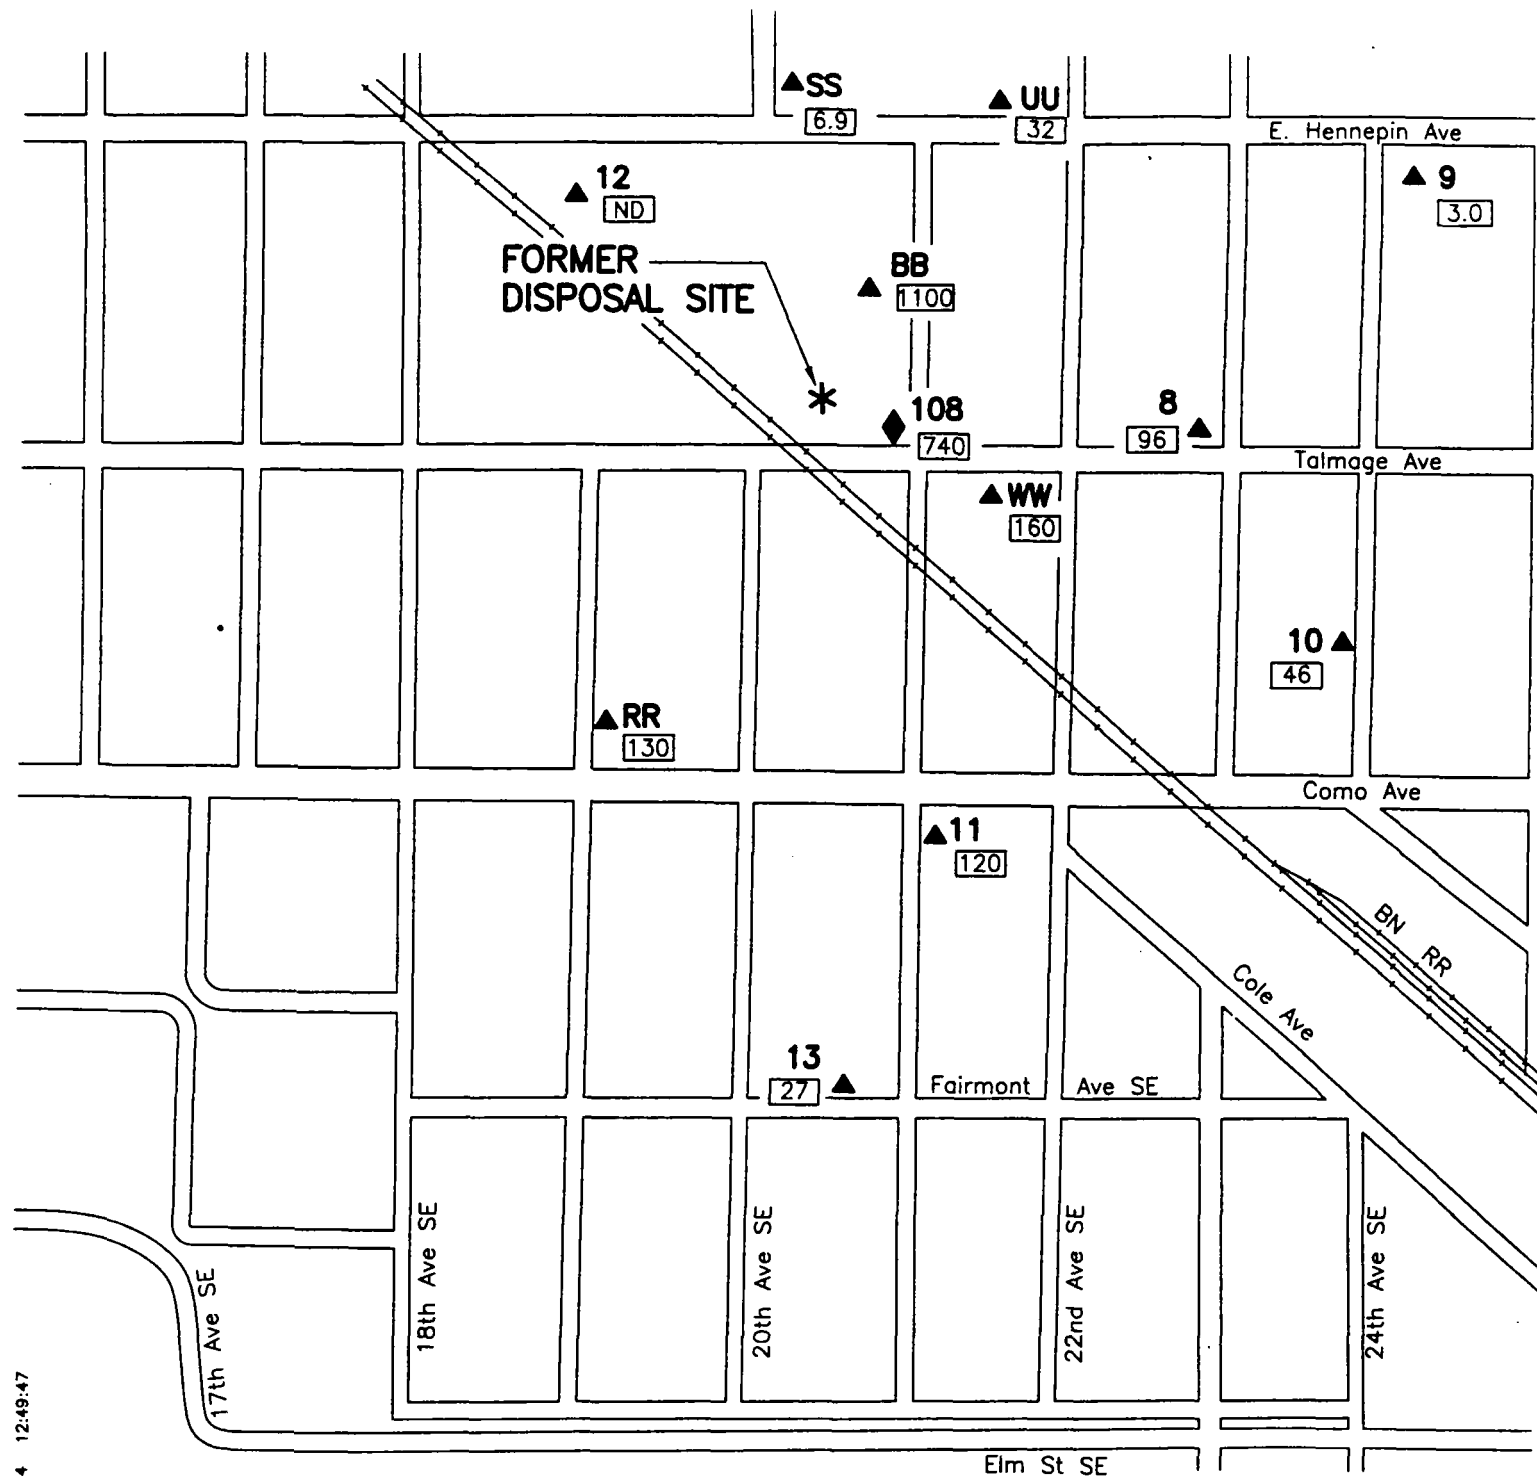 SS
6.9
UU
32
E. Hennepin Ave
12
ND
9
3.0
FORMER
DISPOSAL SITE
BB
1100
108
740
8
96
Talmage Ave
WW
160
10
46
RR
130
Como Ave
11
120
BN RR
Cole Ave
13
27
Fairmont Ave SE
17th Ave SE
18th Ave SE
20th Ave SE
22nd Ave SE
24th Ave SE
Elm St SE
4 12:49:47